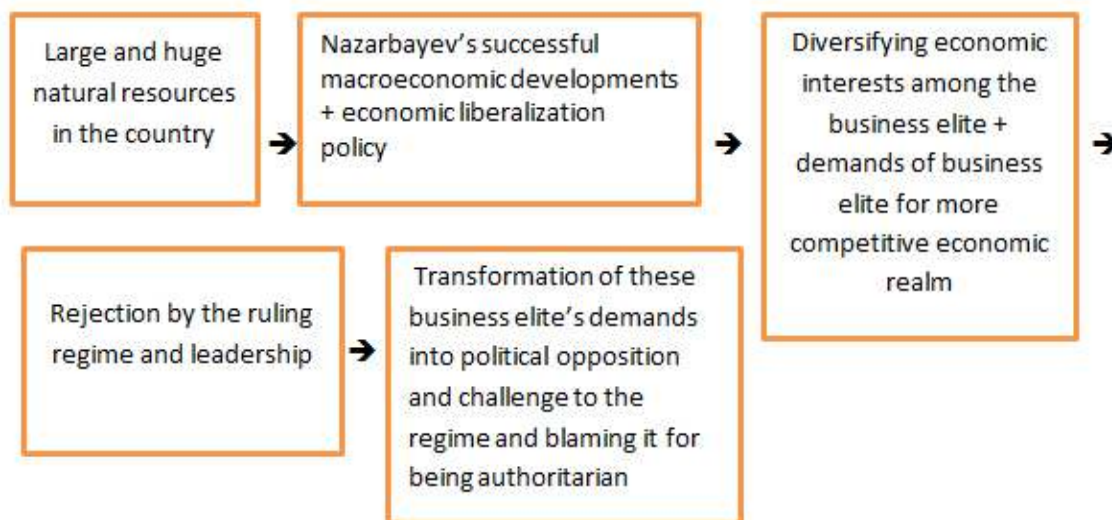 Large and huge
natural resources
in the country
➔
Nazarbayev's successful
macroeconomic developments
+ economic liberalization
policy
➔
Diversifying economic
interests among the
business elite +
demands of business
elite for more
competitive economic
realm
➔
Rejection by the ruling
regime and leadership
➔
Transformation of these
business elite's demands
into political opposition
and challenge to the
regime and blaming it for
being authoritarian